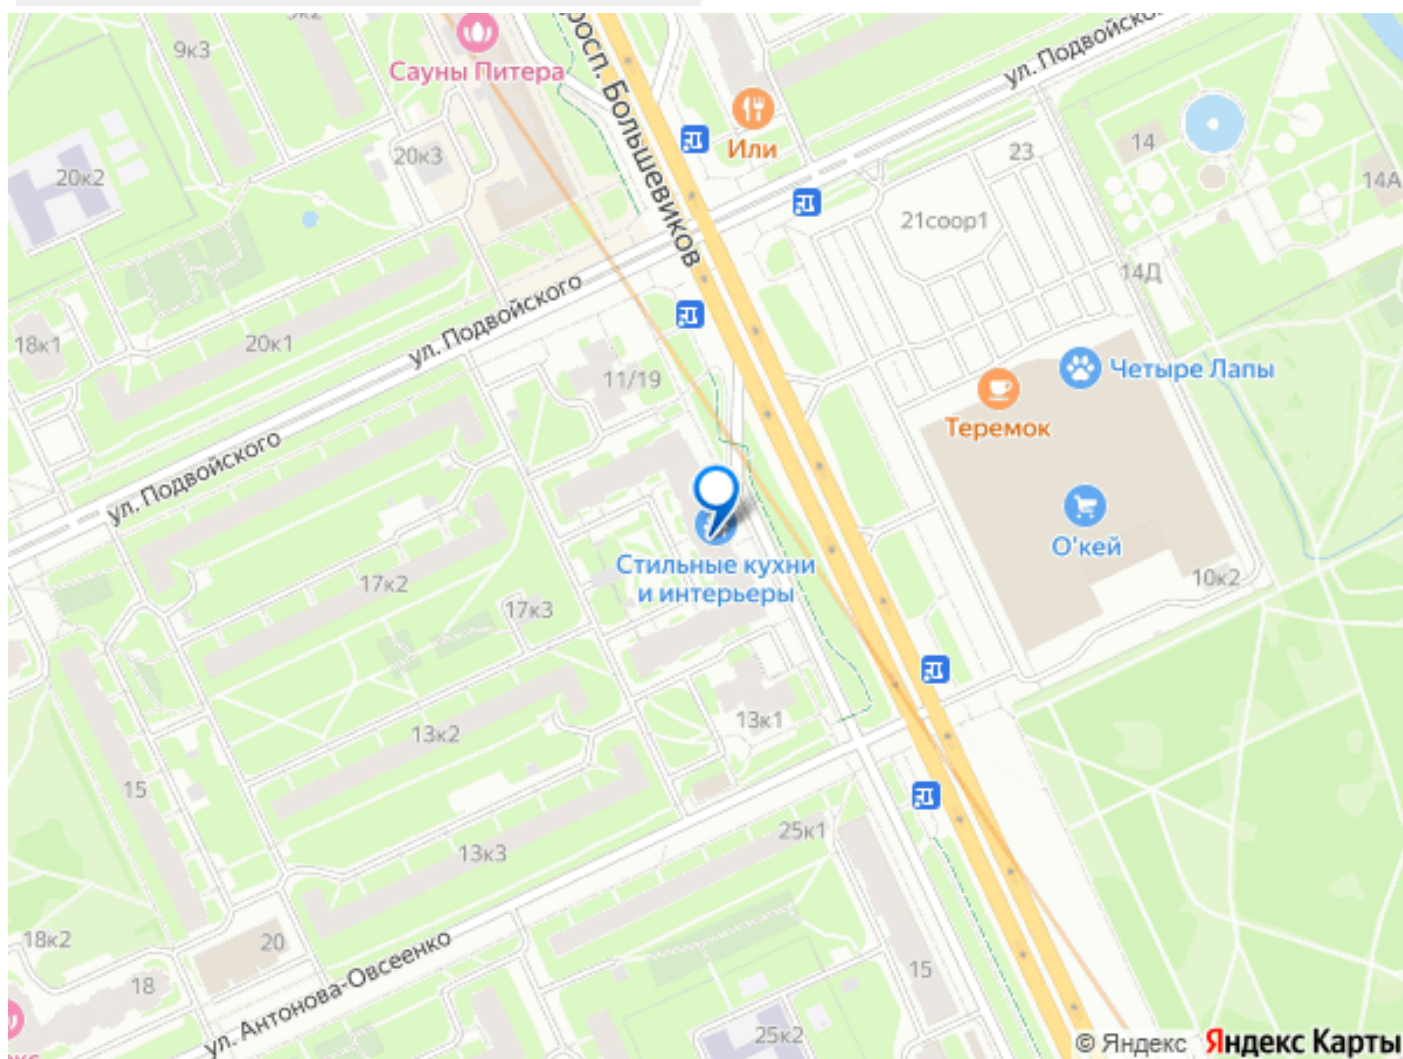 9к3
Сауны Питера
просп. Большевиков
ул. Подвойско
Или
20к3
20к2
23
14
14А
21соор1
14Д
18к1
20к1
ул. Подвойского
11/19
Четыре Лапы
Теремок
ул. Подвойского
О'кей
Стильные кухни
и интерьеры
17к2
17к3
10к2
13к1
13к2
15
25к1
13к3
18к2
20
ул. Антонова-Овсеенко
15
18
25к2
© Яндекс Яндекс Карты